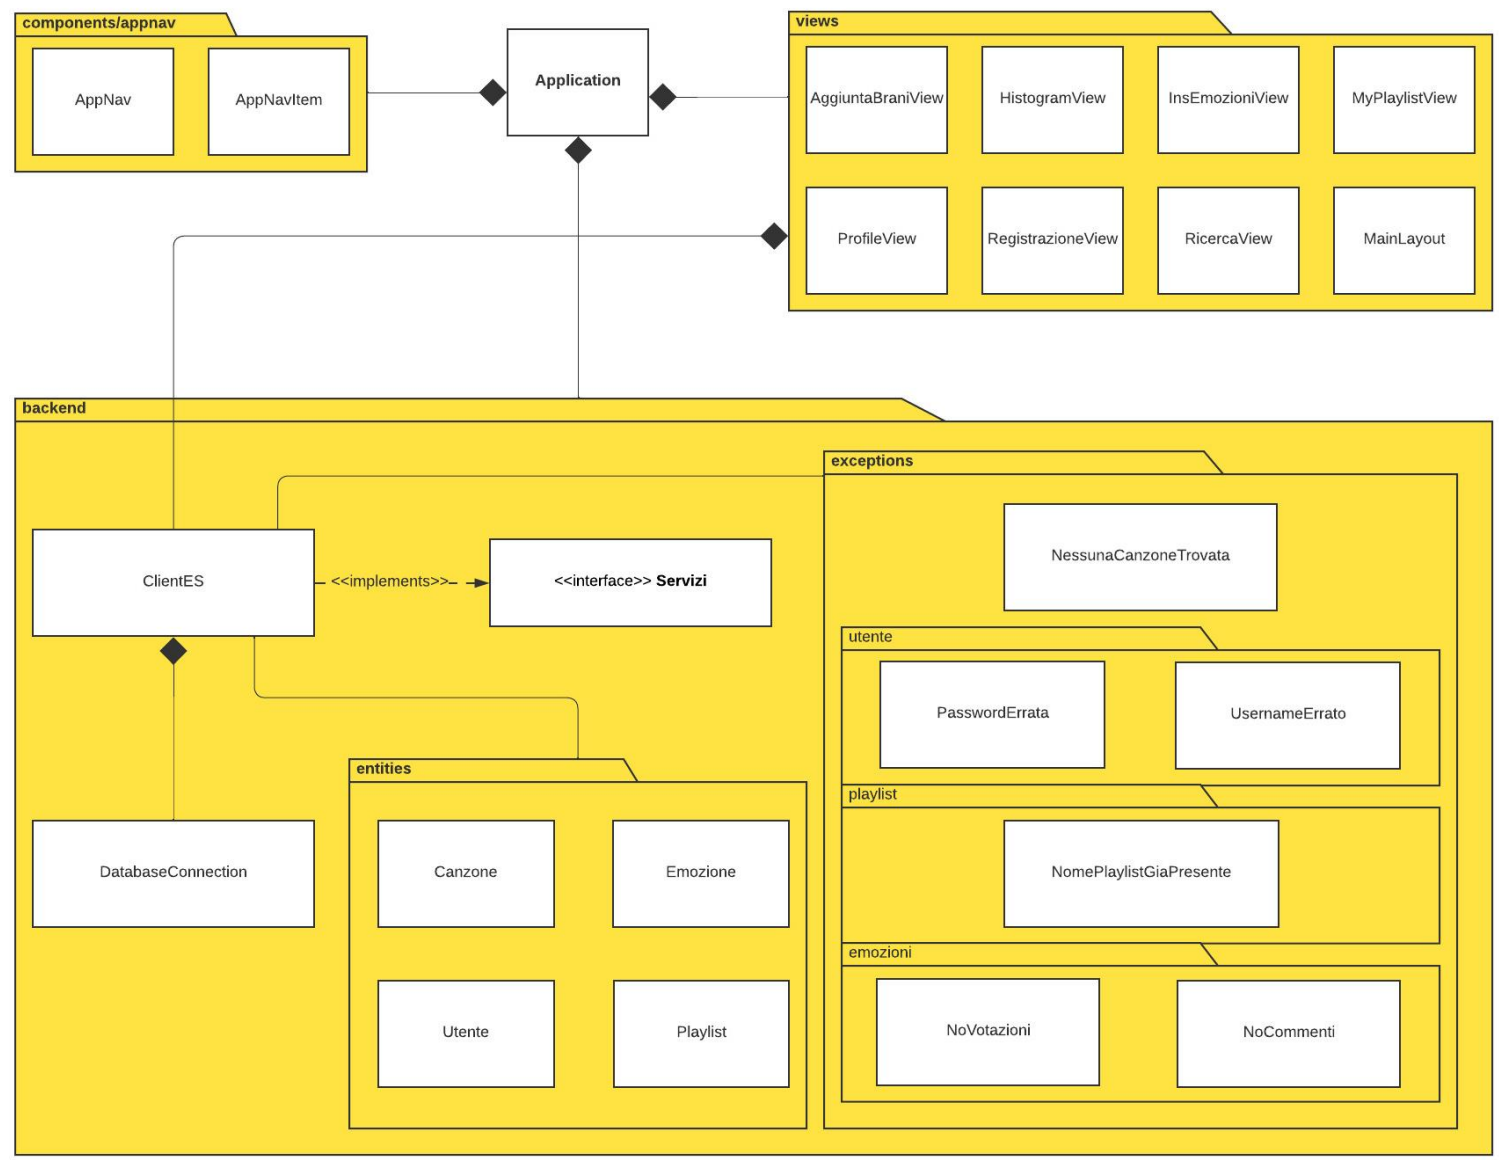 components/appnav
AppNav
AppNavItem
Application
views
AggiuntaBraniView
HistogramView
InsEmozioniView
MyPlaylistView
ProfileView
RegistrazioneView
RicercaView
MainLayout
backend
ClientES
<<implements>>
<<interface>> Servizi
DatabaseConnection
entities
Canzone
Emozione
Utente
Playlist
exceptions
NessunaCanzoneTrovata
utente
PasswordErrata
UsernameErrato
playlist
NomePlaylistGiaPresente
emozioni
NoVotazioni
NoCommenti